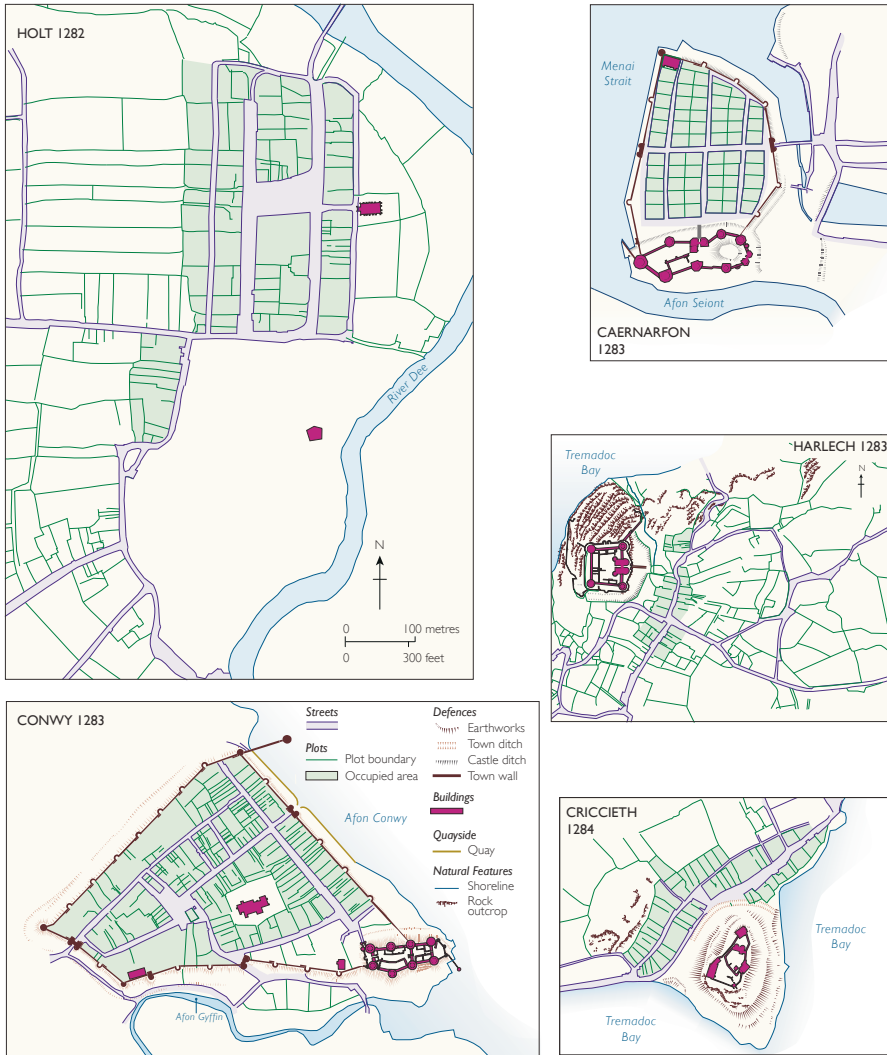 HOLT 1282
River Dee
N
0 100 metres
0 300 feet
Menai
Strait
Afon Seiont
CAERNARFON
1283
Tremadoc
Bay
HARLECH 1283
N
CONWY 1283
Streets
Plots
Plot boundary
Occupied area
Defences
Earthworks
Town ditch
Castle ditch
Town wall
Buildings
Quayside
Quay
Natural Features
Shoreline
Rock
outcrop
Afon Conwy
Afon Gyffin
CRICCIETH
1284
Tremadoc
Bay
Tremadoc
Bay